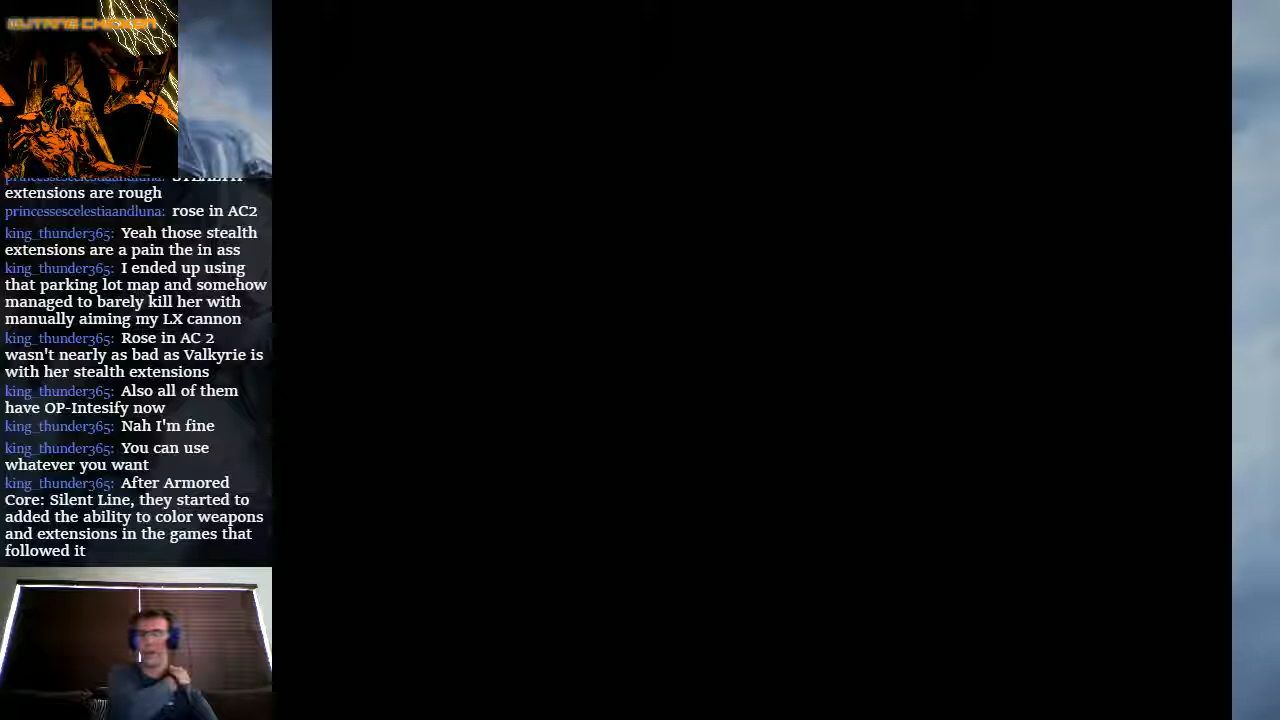 MUTANT CHICKEN
princessescelestiaandluna: STEALTH
extensions are rough
princessescelestiaandluna: rose in AC2
king_thunder365: Yeah those stealth
extensions are a pain the in ass
king_thunder365: I ended up using
that parking lot map and somehow
managed to barely kill her with
manually aiming my LX cannon
king_thunder365: Rose in AC 2
wasn't nearly as bad as Valkyrie is
with her stealth extensions
king_thunder365: Also all of them
have OP-Intesify now
king_thunder365: Nah I'm fine
king_thunder365: You can use
whatever you want
king_thunder365: After Armored
Core: Silent Line, they started to
added the ability to color weapons
and extensions in the games that
followed it